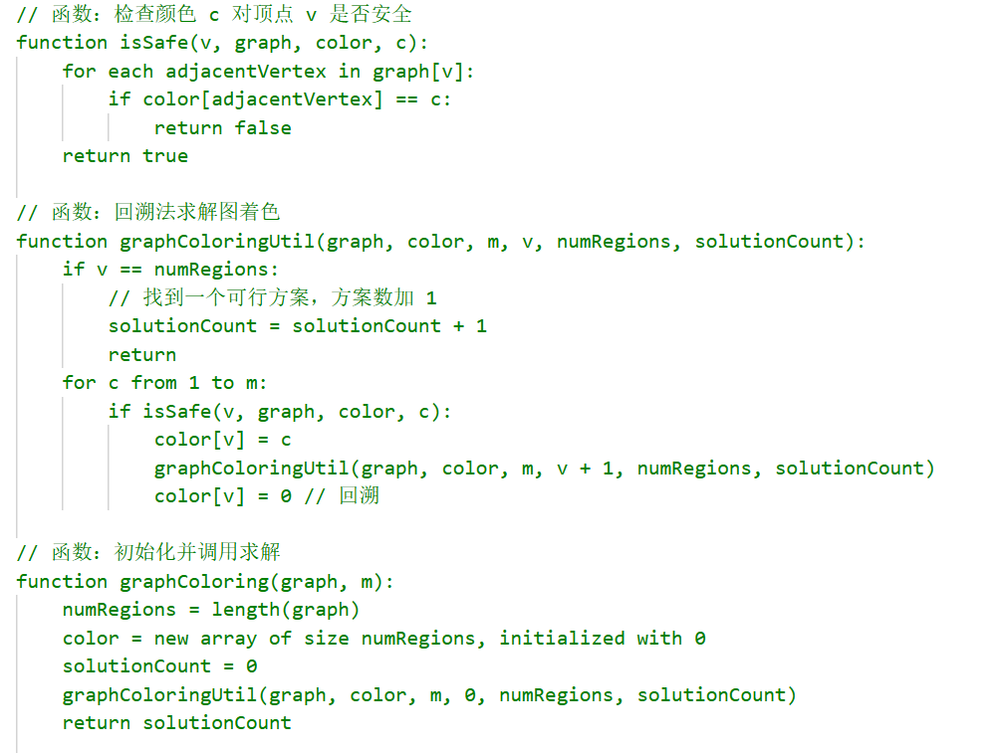 // 函数：检查颜色 c 对顶点 v 是否安全
function isSafe(v, graph, color, c):
    for each adjacentVertex in graph[v]:
        if color[adjacentVertex] == c:
            return false
    return true

// 函数：回溯法求解图着色
function graphColoringUtil(graph, color, m, v, numRegions, solutionCount):
    if v == numRegions:
        // 找到一个可行方案，方案数加 1
        solutionCount = solutionCount + 1
        return
    for c from 1 to m:
        if isSafe(v, graph, color, c):
            color[v] = c
            graphColoringUtil(graph, color, m, v + 1, numRegions, solutionCount)
            color[v] = 0 // 回溯

// 函数：初始化并调用求解
function graphColoring(graph, m):
    numRegions = length(graph)
    color = new array of size numRegions, initialized with 0
    solutionCount = 0
    graphColoringUtil(graph, color, m, 0, numRegions, solutionCount)
    return solutionCount